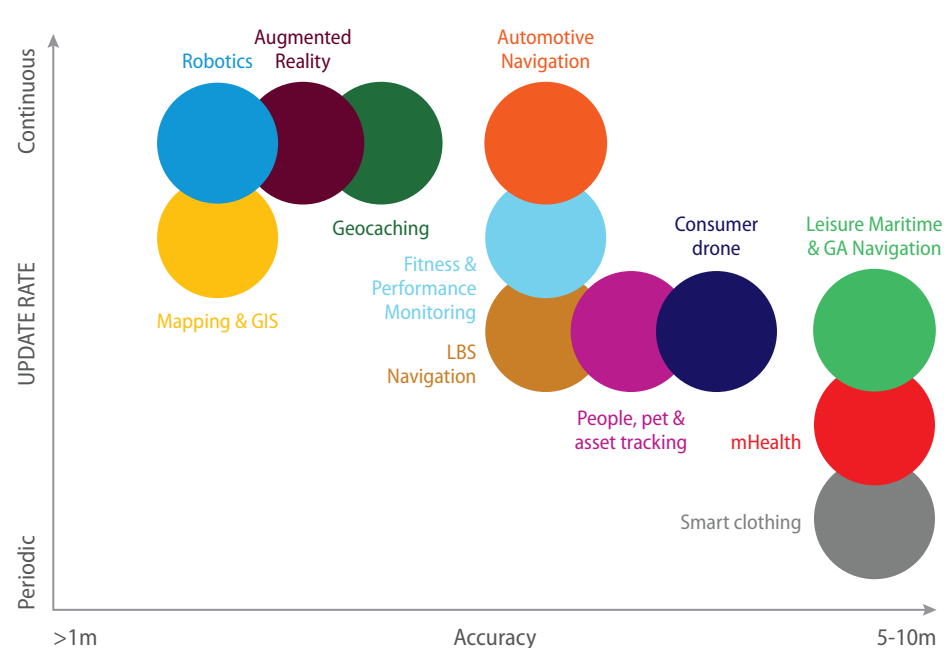 Continuous
UPDATE RATE
Periodic
Robotics
Augmented
Reality
Geocaching
Mapping & GIS
Automotive
Navigation
Fitness &
Performance
Monitoring
LBS
Navigation
People, pet &
asset tracking
Consumer
drone
Leisure Maritime
& GA Navigation
mHealth
Smart clothing
>1m
Accuracy
5-10m